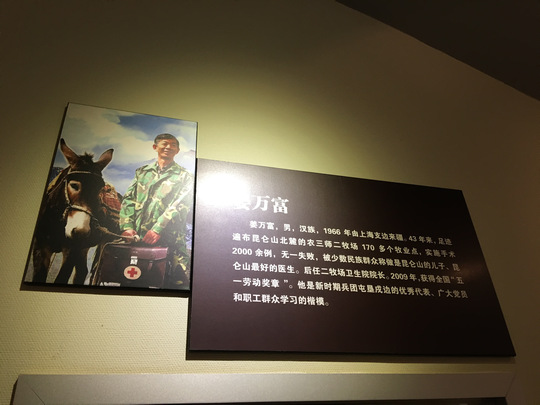 姜万富
姜万富，男，汉族，1966 年由上海支边来疆。43 年来，足迹
遍布昆仑山北麓的农三师二牧场 170 多个牧业点，实施手术
2000 余例，无一失败，被少数民族群众称做是昆仑山的儿子、昆
仑山最好的医生。后任二牧场卫生院院长。2009 年，获得全国“五
一劳动奖章 ”。他是新时期兵团屯垦戍边的优秀代表、广大党员
和职工群众学习的楷模。